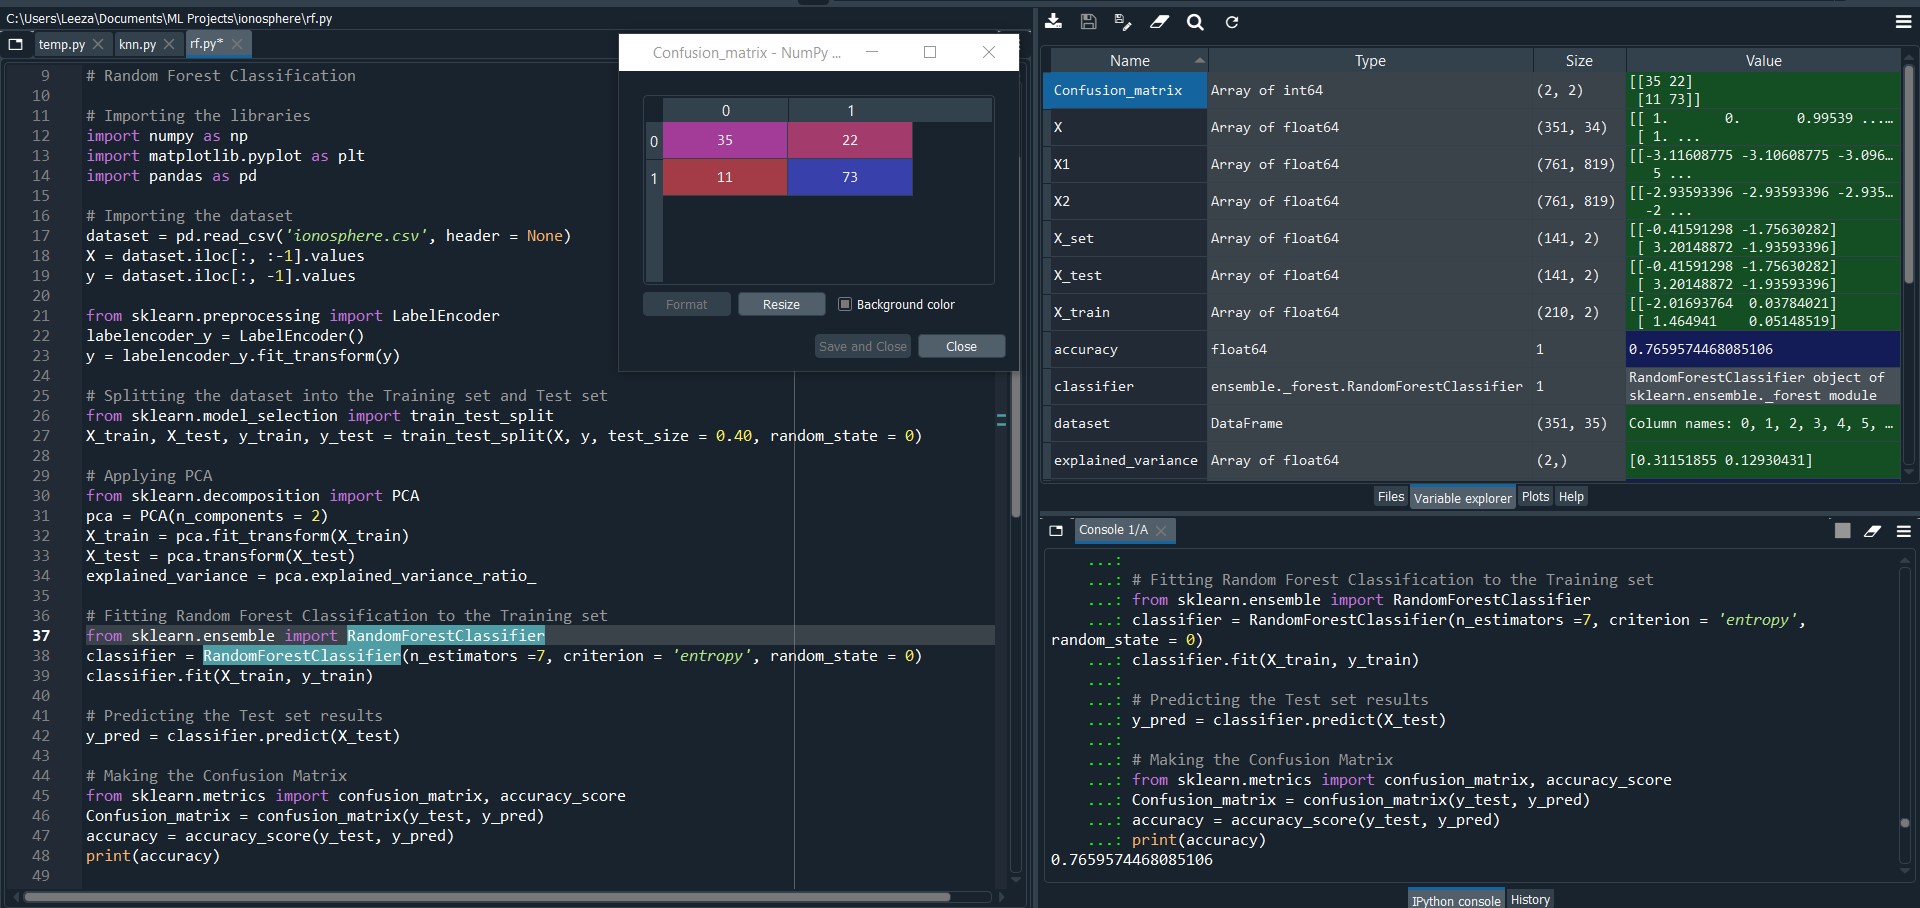 C:\Users\Leeza\Documents\ML Projects\ionosphere\rf.py
temp.py
knn.py
rf.py*
9 # Random Forest Classification
10
11 # Importing the libraries
12 import numpy as np
13 import matplotlib.pyplot as plt
14 import pandas as pd
15
16 # Importing the dataset
17 dataset = pd.read_csv('ionosphere.csv', header = None)
18 X = dataset.iloc[:, :-1].values
19 y = dataset.iloc[:, -1].values
20
21 from sklearn.preprocessing import LabelEncoder
22 labelencoder_y = LabelEncoder()
23 y = labelencoder_y.fit_transform(y)
24
25 # Splitting the dataset into the Training set and Test set
26 from sklearn.model_selection import train_test_split
27 X_train, X_test, y_train, y_test = train_test_split(X, y, test_size = 0.40, random_state = 0)
28
29 # Applying PCA
30 from sklearn.decomposition import PCA
31 pca = PCA(n_components = 2)
32 X_train = pca.fit_transform(X_train)
33 X_test = pca.transform(X_test)
34 explained_variance = pca.explained_variance_ratio_
35
36 # Fitting Random Forest Classification to the Training set
37 from sklearn.ensemble import RandomForestClassifier
38 classifier = RandomForestClassifier(n_estimators =7, criterion = 'entropy', random_state = 0)
39 classifier.fit(X_train, y_train)
40
41 # Predicting the Test set results
42 y_pred = classifier.predict(X_test)
43
44 # Making the Confusion Matrix
45 from sklearn.metrics import confusion_matrix, accuracy_score
46 Confusion_matrix = confusion_matrix(y_test, y_pred)
47 accuracy = accuracy_score(y_test, y_pred)
48 print(accuracy)
49
Confusion_matrix - NumPy ...
0 1
0 35 22
1 11 73
Format Resize Background color
Save and Close Close
Name Type Size Value
Confusion_matrix Array of int64 (2, 2) [[35 22]
[11 73]]
X Array of float64 (351, 34) [[ 1. 0. 0.99539 ...…
[ 1. ...
X1 Array of float64 (761, 819) [[-3.11608775 -3.10608775 -3.096…
5 ...
X2 Array of float64 (761, 819) [[-2.93593396 -2.93593396 -2.935…
-2 ...
X_set Array of float64 (141, 2) [[-0.41591298 -1.75630282]
[ 3.20148872 -1.93593396]
X_test Array of float64 (141, 2) [[-0.41591298 -1.75630282]
[ 3.20148872 -1.93593396]
X_train Array of float64 (210, 2) [[-2.01693764 0.03784021]
[ 1.464941 0.05148519]
accuracy float64 1 0.7659574468085106
classifier ensemble._forest.RandomForestClassifier 1 RandomForestClassifier object of
sklearn.ensemble._forest module
dataset DataFrame (351, 35) Column names: 0, 1, 2, 3, 4, 5, …
explained_variance Array of float64 (2,) [0.31151855 0.12930431]
Files Variable explorer Plots Help
Console 1/A
...:
...: # Fitting Random Forest Classification to the Training set
...: from sklearn.ensemble import RandomForestClassifier
...: classifier = RandomForestClassifier(n_estimators =7, criterion = 'entropy',
random_state = 0)
...: classifier.fit(X_train, y_train)
...:
...: # Predicting the Test set results
...: y_pred = classifier.predict(X_test)
...:
...: # Making the Confusion Matrix
...: from sklearn.metrics import confusion_matrix, accuracy_score
...: Confusion_matrix = confusion_matrix(y_test, y_pred)
...: accuracy = accuracy_score(y_test, y_pred)
...: print(accuracy)
0.7659574468085106
IPython console History